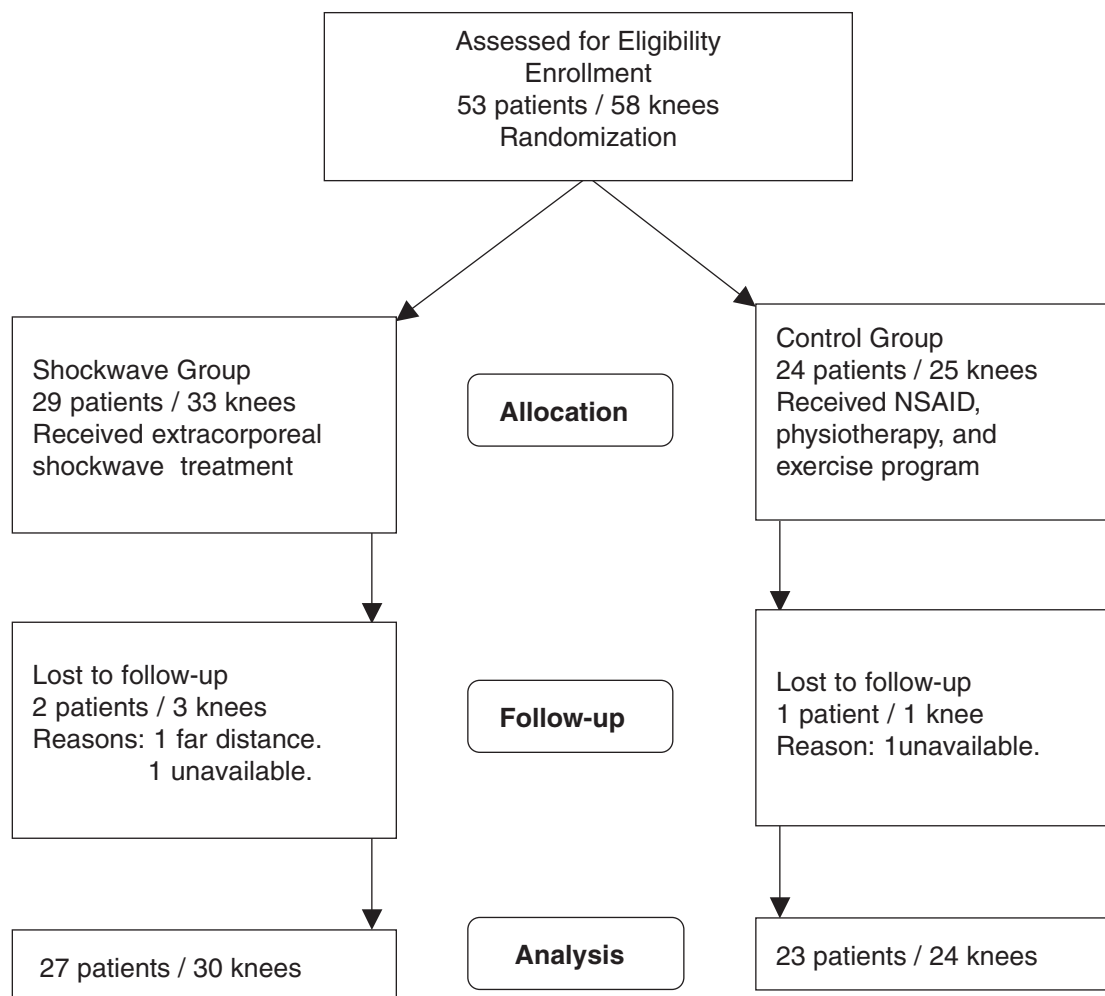 Assessed for Eligibility
Enrollment
53 patients / 58 knees
Randomization
Shockwave Group
29 patients / 33 knees
Received extracorporeal
shockwave treatment
Allocation
Control Group
24 patients / 25 knees
Received NSAID,
physiotherapy, and
exercise program
Lost to follow-up
2 patients / 3 knees
Reasons: 1 far distance.
1 unavailable.
Follow-up
Lost to follow-up
1 patient / 1 knee
Reason: 1unavailable.
27 patients / 30 knees
Analysis
23 patients / 24 knees